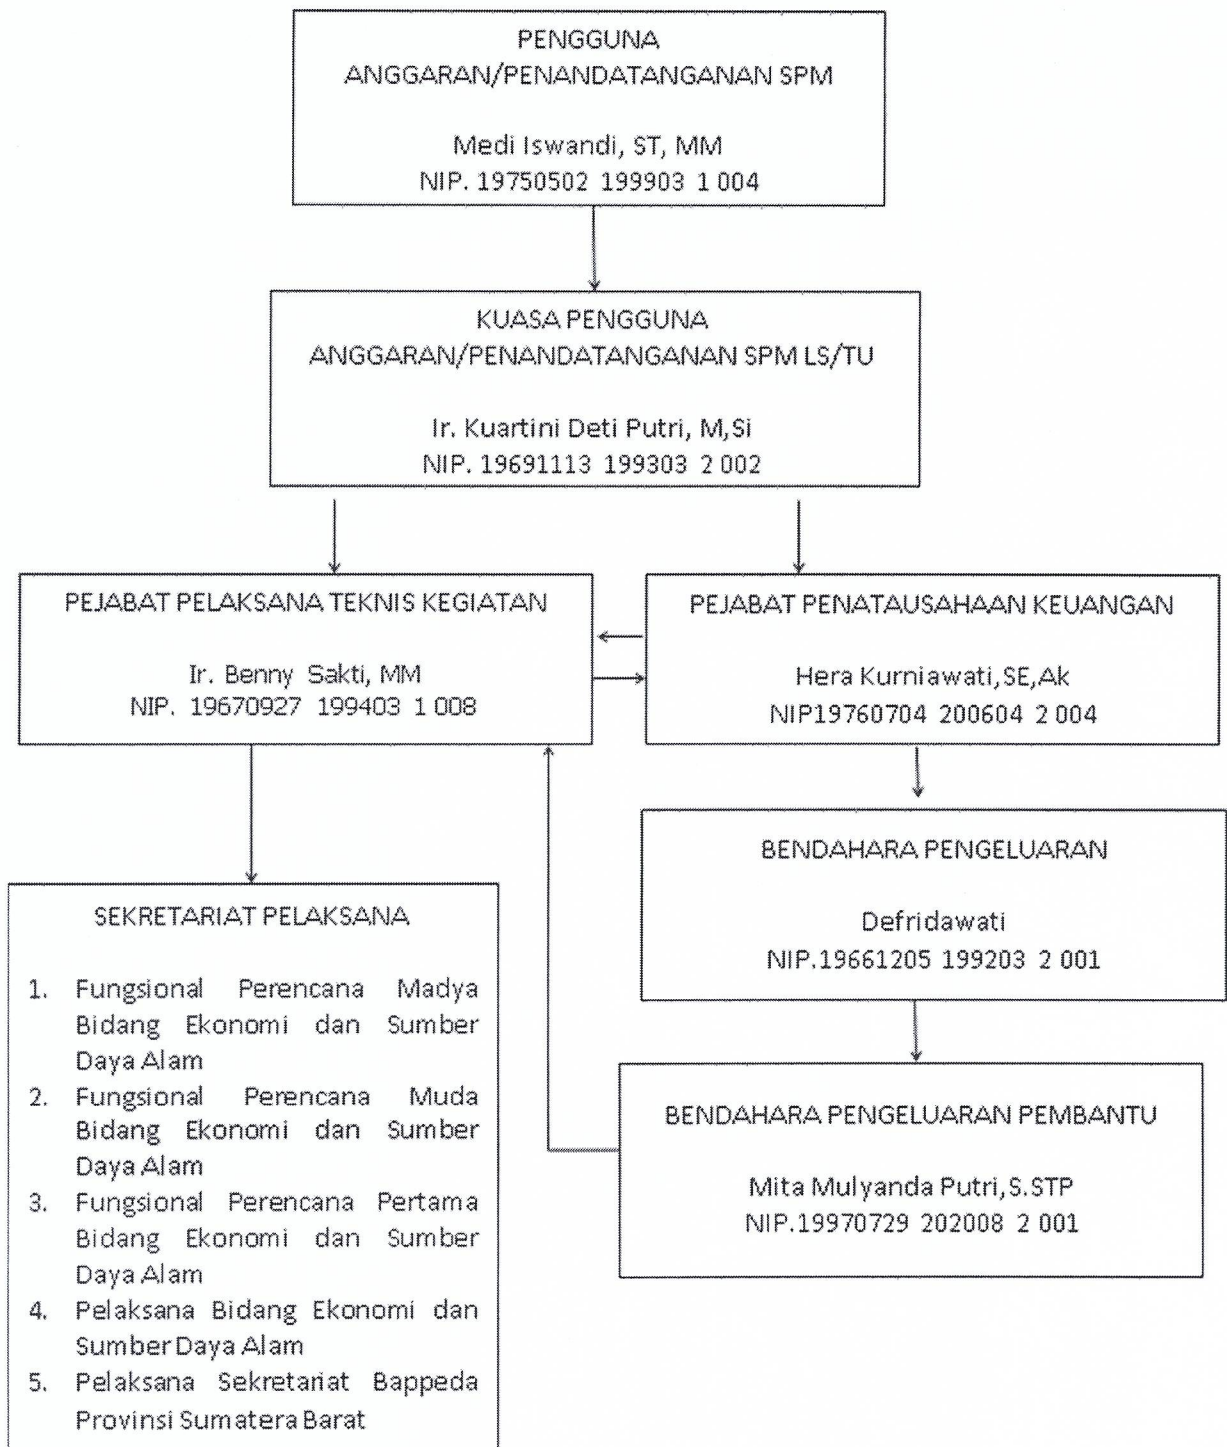 PENGGUNA
ANGGARAN/PENANDATANGANAN SPM
Medi Iswandi, ST, MM
NIP. 19750502 199903 1 004
KUASA PENGGUNA
ANGGARAN/PENANDATANGANAN SPM LS/TU
Ir. Kuartini Deti Putri, M,Si
NIP. 19691113 199303 2 002
PEJABAT PELAKSANA TEKNIS KEGIATAN
Ir. Benny Sakti, MM
NIP. 19670927 199403 1 008
PEJABAT PENATAUSAHAAN KEUANGAN
Hera Kurniawati,SE,Ak
NIP19760704 200604 2 004
BENDAHARA PENGELUARAN
Defridawati
NIP.19661205 199203 2 001
SEKRETARIAT PELAKSANA
1. Fungsional Perencana Madya
Bidang Ekonomi dan Sumber
Daya Alam
2. Fungsional Perencana Muda
Bidang Ekonomi dan Sumber
Daya Alam
3. Fungsional Perencana Pertama
Bidang Ekonomi dan Sumber
Daya Alam
4. Pelaksana Bidang Ekonomi dan
Sumber Daya Alam
5. Pelaksana Sekretariat Bappeda
Provinsi Sumatera Barat
BENDAHARA PENGELUARAN PEMBANTU
Mita Mulyanda Putri,S.STP
NIP.19970729 202008 2 001